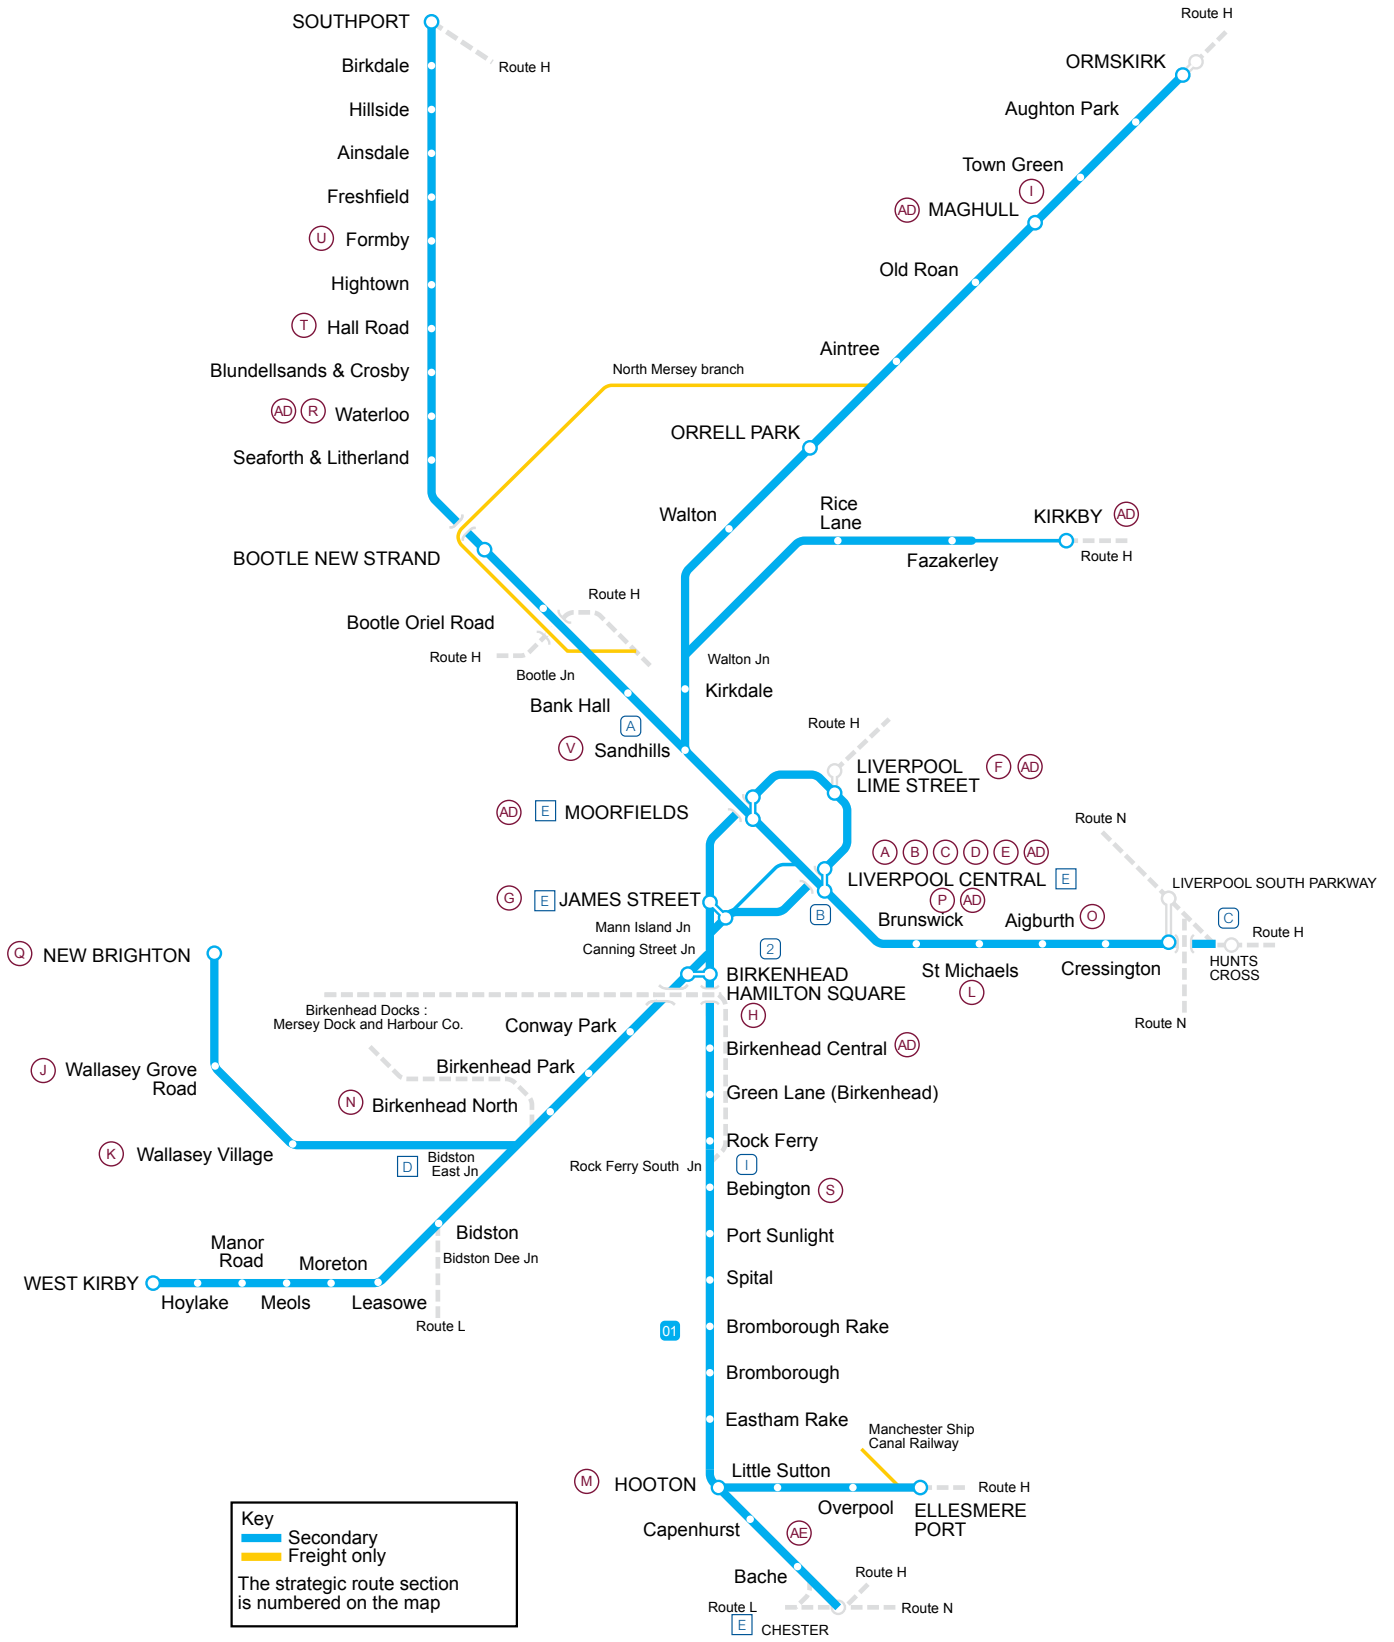 Route H
SOUTHPORT
ORMSKIRK
Birkdale
Route H
Hillside
Aughton Park
Ainsdale
Town Green
Freshfield
I
AD MAGHULL
U Formby
Old Roan
Hightown
T Hall Road
Aintree
Blundellsands & Crosby
North Mersey branch
AD R Waterloo
ORRELL PARK
Seaforth & Litherland
Walton
Rice
Lane
KIRKBY AD
BOOTLE NEW STRAND
Fazakerley
Route H
Route H
Bootle Oriel Road
Route H
Walton Jn
Bootle Jn
Kirkdale
Bank Hall
A
Route H
V Sandhills
LIVERPOOL
LIME STREET
F AD
AD E MOORFIELDS
Route N
A B C D E AD
LIVERPOOL CENTRAL E
LIVERPOOL SOUTH PARKWAY
G E JAMES STREET
P AD
B
Brunswick
Aigburth O
C
Mann Island Jn
Route H
Canning Street Jn
2
Q NEW BRIGHTON
St Michaels
Cressington
HUNTS
CROSS
L
BIRKENHEAD
HAMILTON SQUARE
H
Birkenhead Docks :
Mersey Dock and Harbour Co.
Conway Park
Route N
Birkenhead Central AD
J Wallasey Grove
Road
Birkenhead Park
Green Lane (Birkenhead)
N Birkenhead North
Rock Ferry
K Wallasey Village
D
Bidston
East Jn
Rock Ferry South Jn
I
Bebington S
Bidston
Port Sunlight
Manor
Road
Bidston Dee Jn
Moreton
Spital
WEST KIRBY
Hoylake
Meols
Leasowe
Route L
01
Bromborough Rake
Bromborough
Eastham Rake
Manchester Ship
Canal Railway
M HOOTON
Little Sutton
Route H
Overpool
ELLESMERE
PORT
Capenhurst
AE
Key
Secondary
Freight only
The strategic route section
is numbered on the map
Bache
Route H
Route L
Route N
E CHESTER